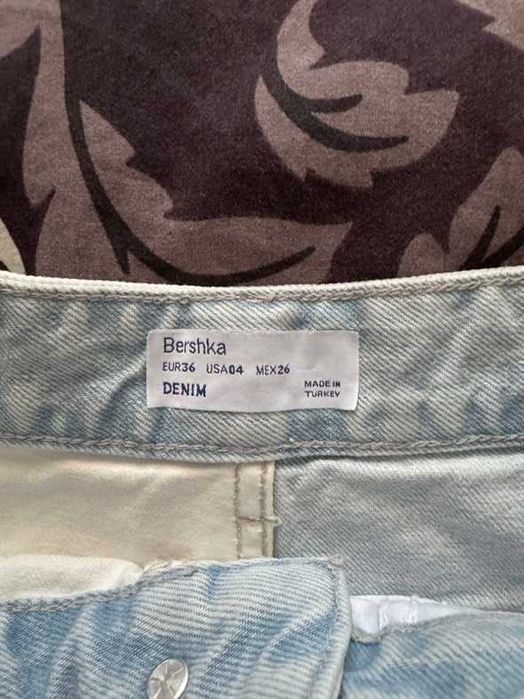 Bershka
EUR36 USA04 MEX26
DENIM
MADE IN
TURKEY